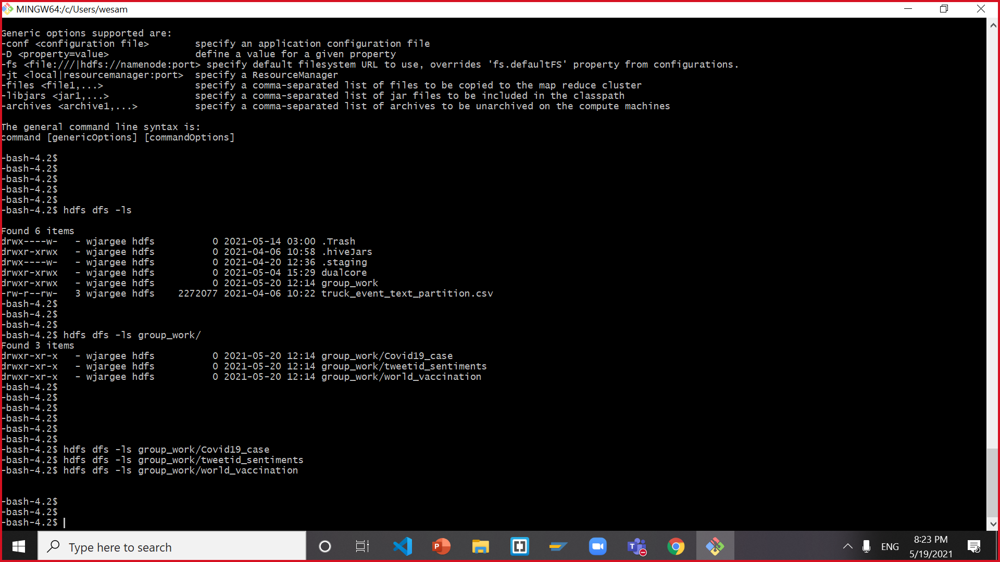 MINGW64:/c/Users/wesam
Generic options supported are:
-conf <configuration file>        specify an application configuration file
-D <property=value>               define a value for a given property
-fs <file:///|hdfs://namenode:port> specify default filesystem URL to use, overrides 'fs.defaultFS' property from configurations.
-jt <local|resourcemanager:port>  specify a ResourceManager
-files <file1,...>                specify a comma-separated list of files to be copied to the map reduce cluster
-libjars <jar1,...>               specify a comma-separated list of jar files to be included in the classpath
-archives <archive1,...>          specify a comma-separated list of archives to be unarchived on the compute machines
The general command line syntax is:
command [genericOptions] [commandOptions]
-bash-4.2$
-bash-4.2$
-bash-4.2$
-bash-4.2$
-bash-4.2$
-bash-4.2$ hdfs dfs -ls
Found 6 items
drwx----w-   - wjargee hdfs          0 2021-05-14 03:00 .Trash
drwxr-xrwx   - wjargee hdfs          0 2021-04-06 10:58 .hiveJars
drwx----w-   - wjargee hdfs          0 2021-04-20 12:36 .staging
drwxr-xrwx   - wjargee hdfs          0 2021-05-04 15:29 dualcore
drwxr-xrwx   - wjargee hdfs          0 2021-05-20 12:14 group_work
-rw-r--rw-   3 wjargee hdfs    2272077 2021-04-06 10:22 truck_event_text_partition.csv
-bash-4.2$
-bash-4.2$
-bash-4.2$
-bash-4.2$ hdfs dfs -ls group_work/
Found 3 items
drwxr-xr-x   - wjargee hdfs          0 2021-05-20 12:14 group_work/Covid19_case
drwxr-xr-x   - wjargee hdfs          0 2021-05-20 12:14 group_work/tweetid_sentiments
drwxr-xr-x   - wjargee hdfs          0 2021-05-20 12:14 group_work/world_vaccination
-bash-4.2$
-bash-4.2$
-bash-4.2$
-bash-4.2$
-bash-4.2$
-bash-4.2$
-bash-4.2$ hdfs dfs -ls group_work/Covid19_case
-bash-4.2$ hdfs dfs -ls group_work/tweetid_sentiments
-bash-4.2$ hdfs dfs -ls group_work/world_vaccination
-bash-4.2$
-bash-4.2$
-bash-4.2$
Type here to search
ENG
8:23 PM
5/19/2021